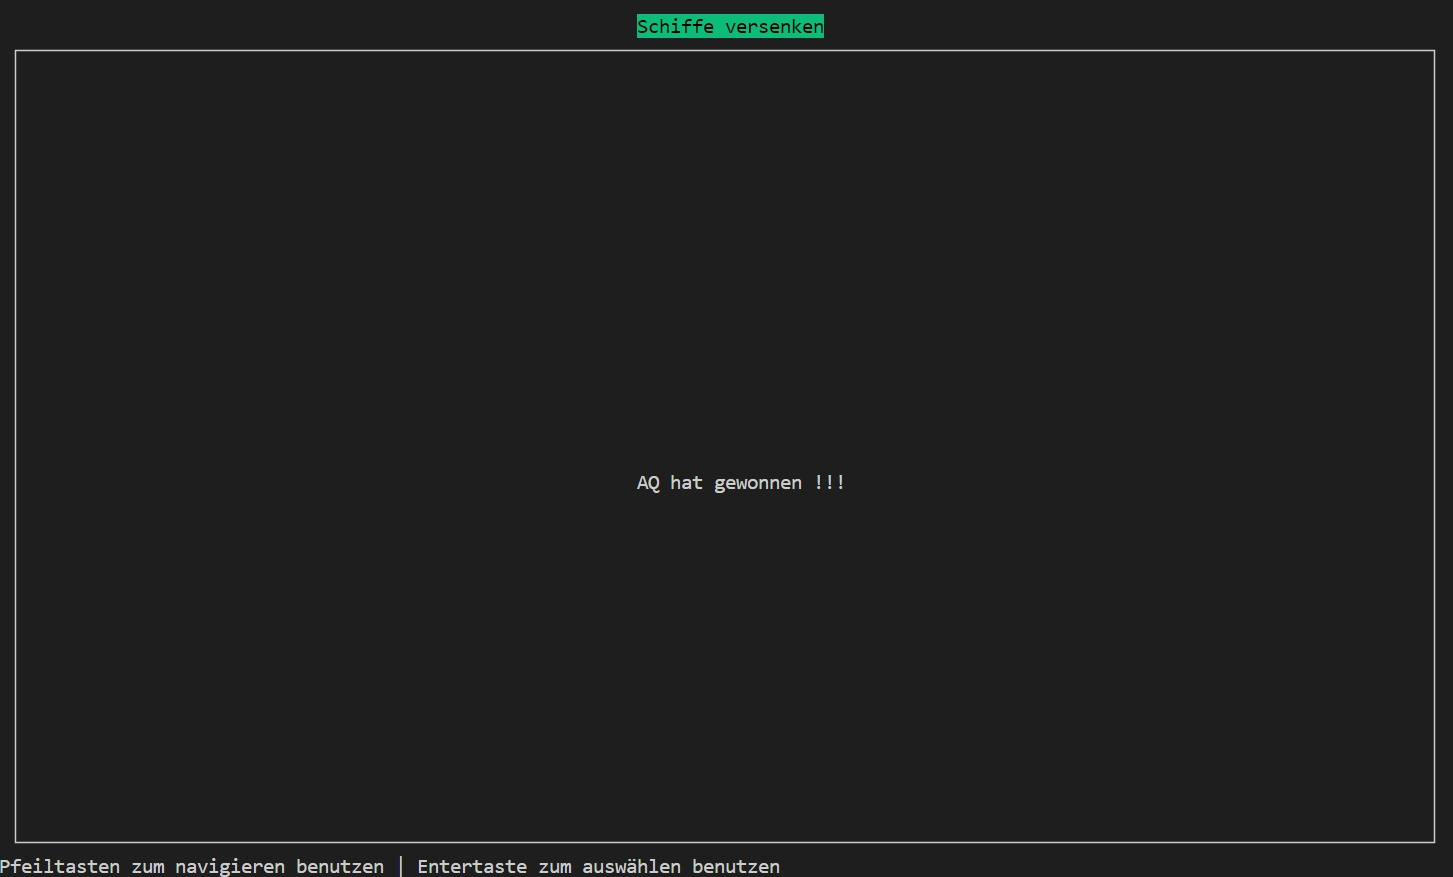 Schiffe versenken
AQ hat gewonnen !!!
Pfeiltasten zum navigieren benutzen | Entertaste zum auswählen benutzen